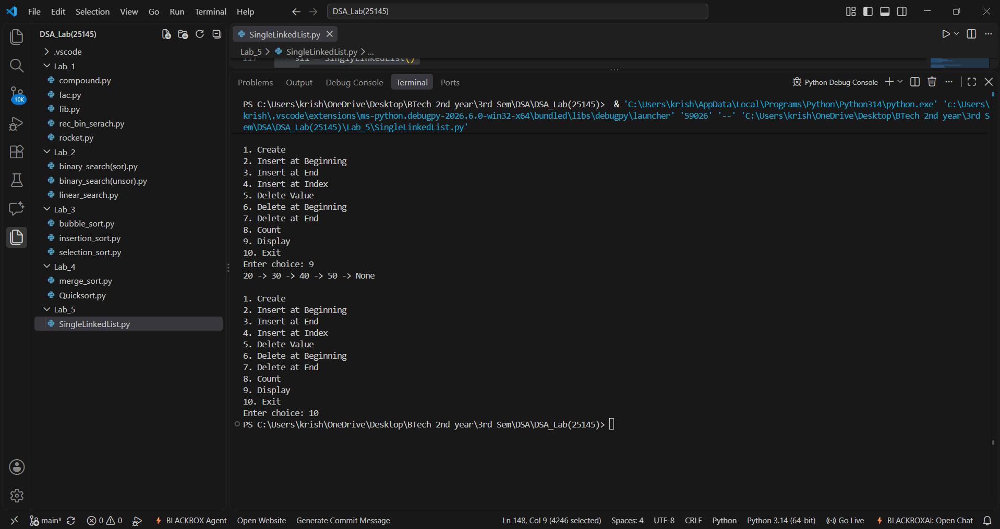 File Edit Selection View Go Run Terminal Help
DSA_Lab(25145)
DSA_Lab(25145)
.vscode
Lab_1
compound.py
fac.py
fib.py
rec_bin_serach.py
rocket.py
Lab_2
binary_search(sor).py
binary_search(unsor).py
linear_search.py
Lab_3
bubble_sort.py
insertion_sort.py
selection_sort.py
Lab_4
merge_sort.py
Quicksort.py
Lab_5
SingleLinkedList.py
10K
SingleLinkedList.py
Lab_5 > SingleLinkedList.py > ...
117 sll = SinglyLinkedList()
Problems Output Debug Console Terminal Ports
Python Debug Console
PS C:\Users\krish\OneDrive\Desktop\BTech 2nd year\3rd Sem\DSA\DSA_Lab(25145)> & 'C:\Users\krish\AppData\Local\Programs\Python\Python314\python.exe' 'c:\Users\
krish\.vscode\extensions\ms-python.debugpy-2026.6.0-win32-x64\bundled\libs\debugpy\launcher' '59026' '--' 'C:\Users\krish\OneDrive\Desktop\BTech 2nd year\3rd S
em\DSA\DSA_Lab(25145)\Lab_5\SingleLinkedList.py'
1. Create
2. Insert at Beginning
3. Insert at End
4. Insert at Index
5. Delete Value
6. Delete at Beginning
7. Delete at End
8. Count
9. Display
10. Exit
Enter choice: 9
20 -> 30 -> 40 -> 50 -> None
1. Create
2. Insert at Beginning
3. Insert at End
4. Insert at Index
5. Delete Value
6. Delete at Beginning
7. Delete at End
8. Count
9. Display
10. Exit
Enter choice: 10
PS C:\Users\krish\OneDrive\Desktop\BTech 2nd year\3rd Sem\DSA\DSA_Lab(25145)>
main* 0 0 BLACKBOX Agent Open Website Generate Commit Message Ln 148, Col 9 (4246 selected) Spaces: 4 UTF-8 CRLF Python Python 3.14 (64-bit) Go Live BLACKBOXAI: Open Chat